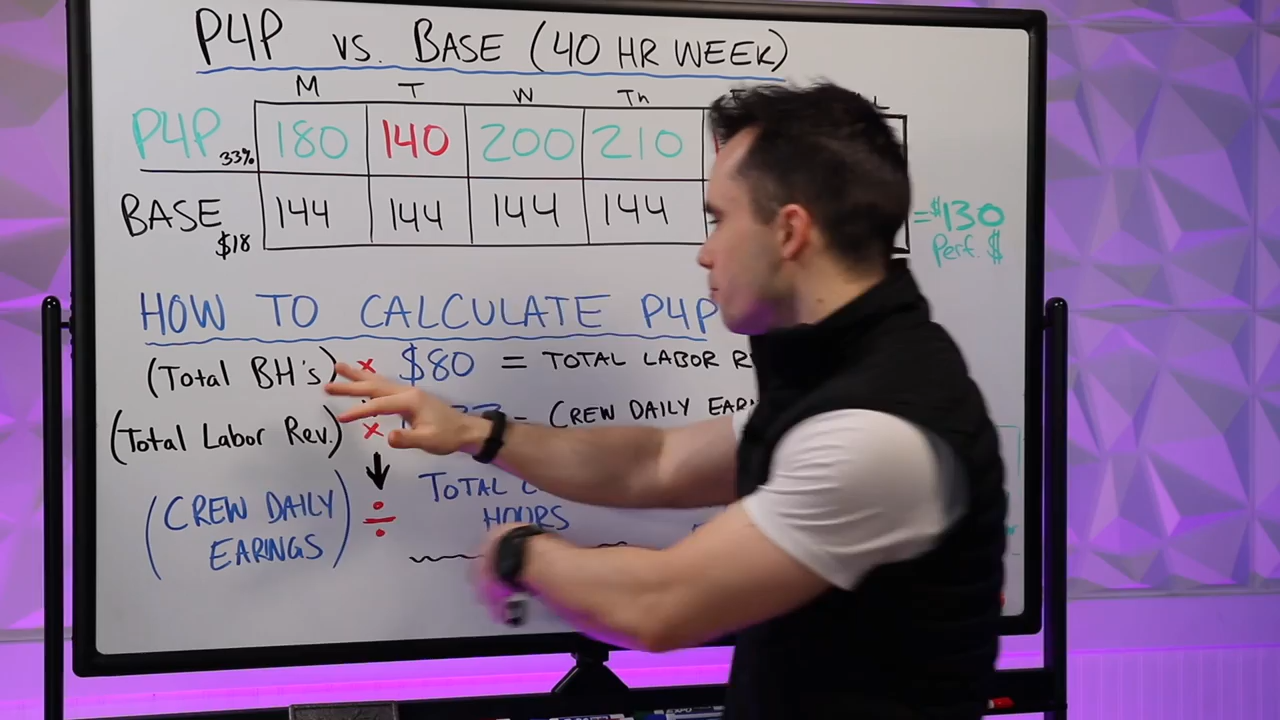 P4P vs. BASE (40 HR WEEK)
M T W Th
P4P 33% 180 140 200 210
BASE $18 144 144 144 144
=$130
Perf. $
HOW TO CALCULATE P4P
(Total BH's) × $80 = TOTAL LABOR
(Total Labor Rev.) × = CREW DAILY
(CREW DAILY EARINGS) ÷ TOTAL
HOURS